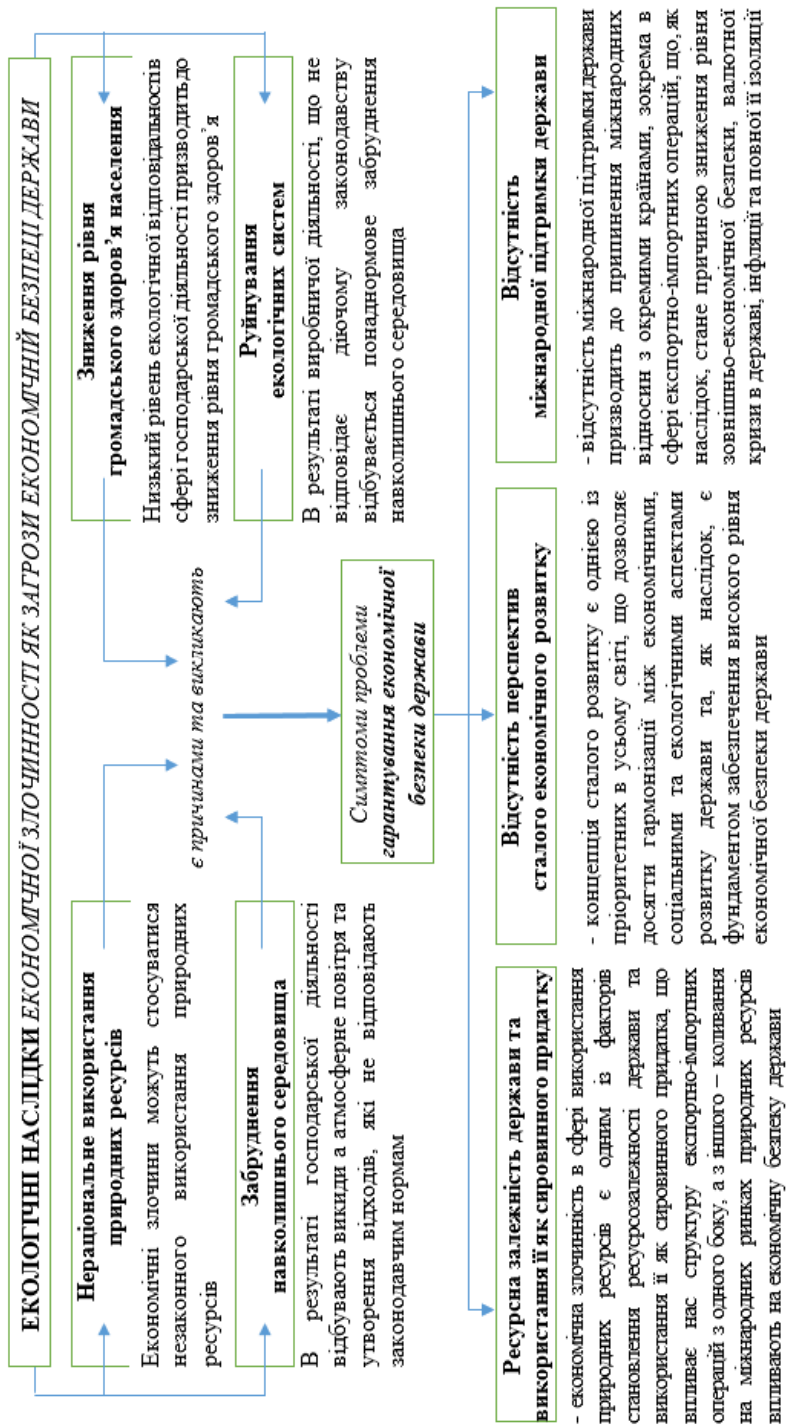 ЕКОЛОГІЧНІ НАСЛІДКИ ЕКОНОМІЧНОЇ ЗЛОЧИННОСТІ ЯК ЗАГРОЗИ ЕКОНОМІЧНІЙ БЕЗПЕЦІ ДЕРЖАВИ
Нераціональне використання
природних ресурсів
Економічні злочини можуть стосуватися
незаконного використання природних
ресурсів
Забруднення
навколишнього середовища
В результаті господарської діяльності
відбувають викиди а атмосферне повітря та
утворення відходів, які не відповідають
законодавчим нормам
є причинами та викликають
Зниження рівня
громадського здоров’я населення
Низький рівень екологічної відповідальностів
сфері господарської діяльності призводитьдо
зниження рівня громадського здоров’я
Руйнування
екологічних систем
В результаті виробничої діяльності, що не
відповідає діючому законодавству
відбувається понаднормове забруднення
навколишнього середовища
Симптоми проблеми
гарантування економічної
безпеки держави
Ресурсна залежність держави та
використання її як сировинного придатку
- економічна злочинність в сфері використання
природних ресурсів є одним із факторів
становлення ресурсрозалежності держави та
використання її як сировинного придатка, що
впливає нас структуру експортно-імпортних
операцій з одного боку, а з іншого – коливання
на міжнародних ринках природних ресурсів
впливають на економічну безпеку держави
Відсутність перспектив
сталого економічного розвитку
- концепція сталого розвитку є однією із
пріоритетних в усьому світі, що дозволяє
досягти гармонізації між економічними,
соціальними та екологічними аспектами
розвитку держави та, як наслідок, є
фундаментом забезпечення високого рівня
економічної безпеки держави
Відсутність
міжнародної підтримки держави
- відсутність міжнародної підтримки держави
призводить до припинення міжнародних
відносин з окремими країнами, зокрема в
сфері експортно-імпортних операцій, що, як
наслідок, стане причиною зниження рівня
зовнішньо-економічної безпеки, валютної
кризи в державі, інфляції та повної її ізоляції